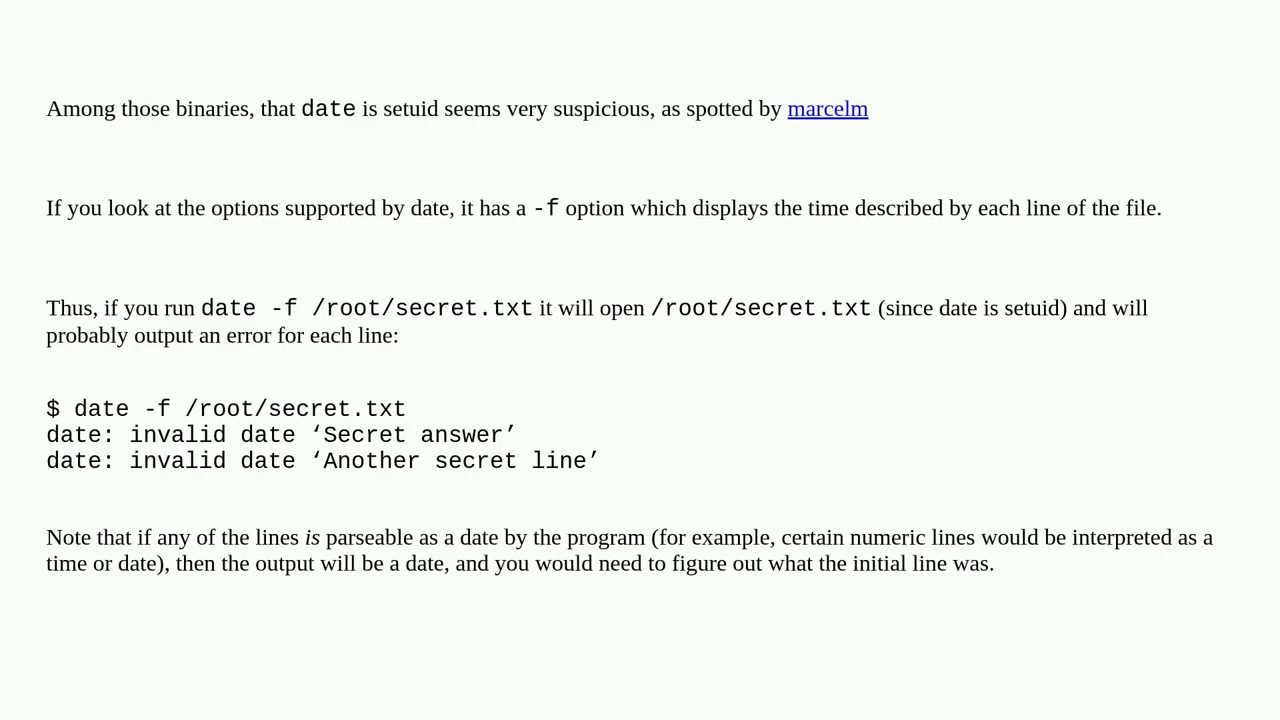 Among those binaries, that date is setuid seems very suspicious, as spotted by marcelm
If you look at the options supported by date, it has a -f option which displays the time described by each line of the file.
Thus, if you run date -f /root/secret.txt it will open /root/secret.txt (since date is setuid) and will
probably output an error for each line:
$ date -f /root/secret.txt
date: invalid date ‘Secret answer’
date: invalid date ‘Another secret line’
Note that if any of the lines is parseable as a date by the program (for example, certain numeric lines would be interpreted as a
time or date), then the output will be a date, and you would need to figure out what the initial line was.